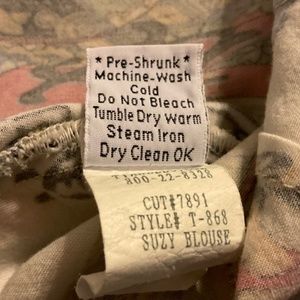 * Pre-Shrunk *
Machine-Wash
Cold
Do Not Bleach
Tumble Dry Warm
Steam Iron
Dry Clean OK
CUT#7891
STYLE# T-868
SUZY BLOUSE